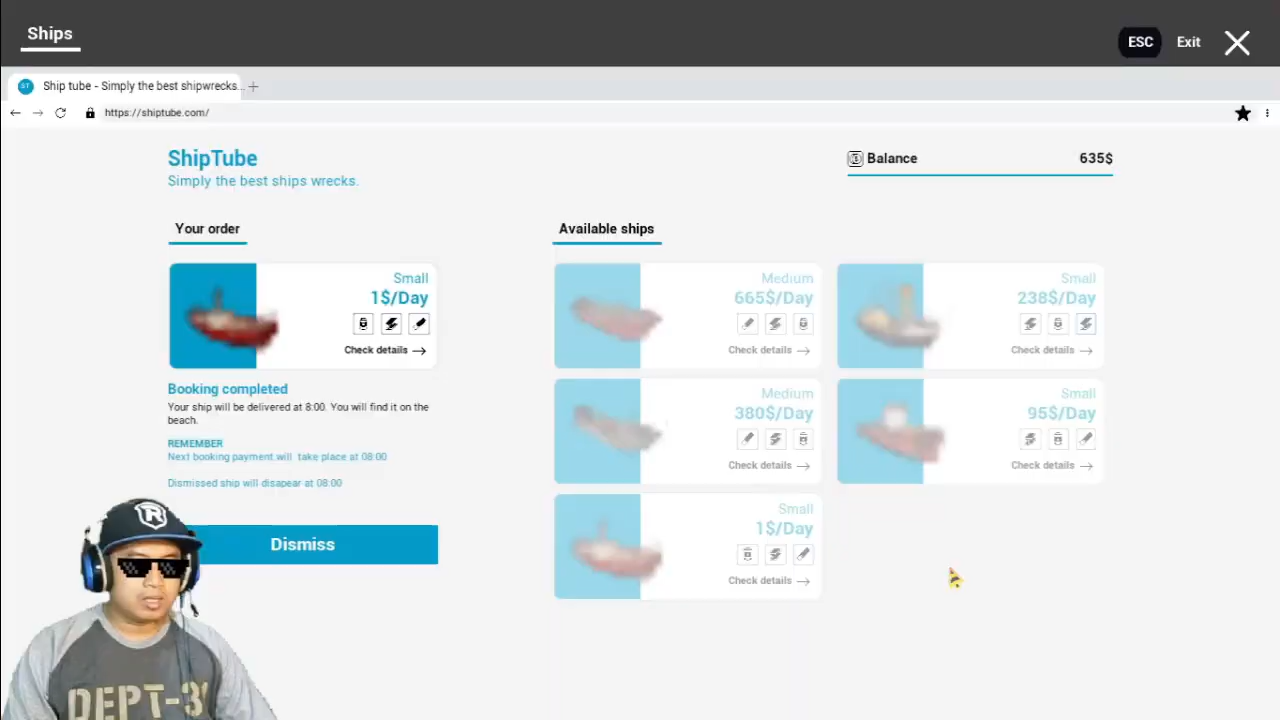 Ships
ESC Exit
Ship tube - Simply the best shipwrecks...
https://shiptube.com/
ShipTube
Simply the best ships wrecks.
Balance 635$
Your order
Available ships
Small
1$/Day
Check details
Booking completed
Your ship will be delivered at 8:00. You will find it on the
beach.
REMEMBER
Next booking payment will take place at 08:00
Dismissed ship will disapear at 08:00
Dismiss
Medium
665$/Day
Check details
Small
238$/Day
Check details
Medium
380$/Day
Check details
Small
95$/Day
Check details
Small
1$/Day
Check details
R